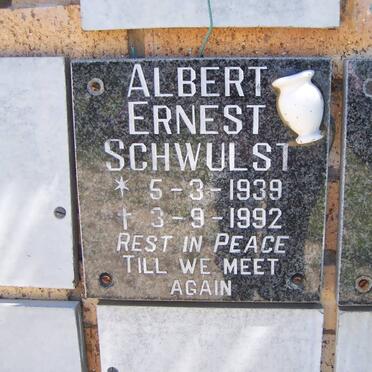 ALBERT
ERNEST
SCHWULST
* 5-3-1939
† 3-9-1992
REST IN PEACE
TILL WE MEET
AGAIN